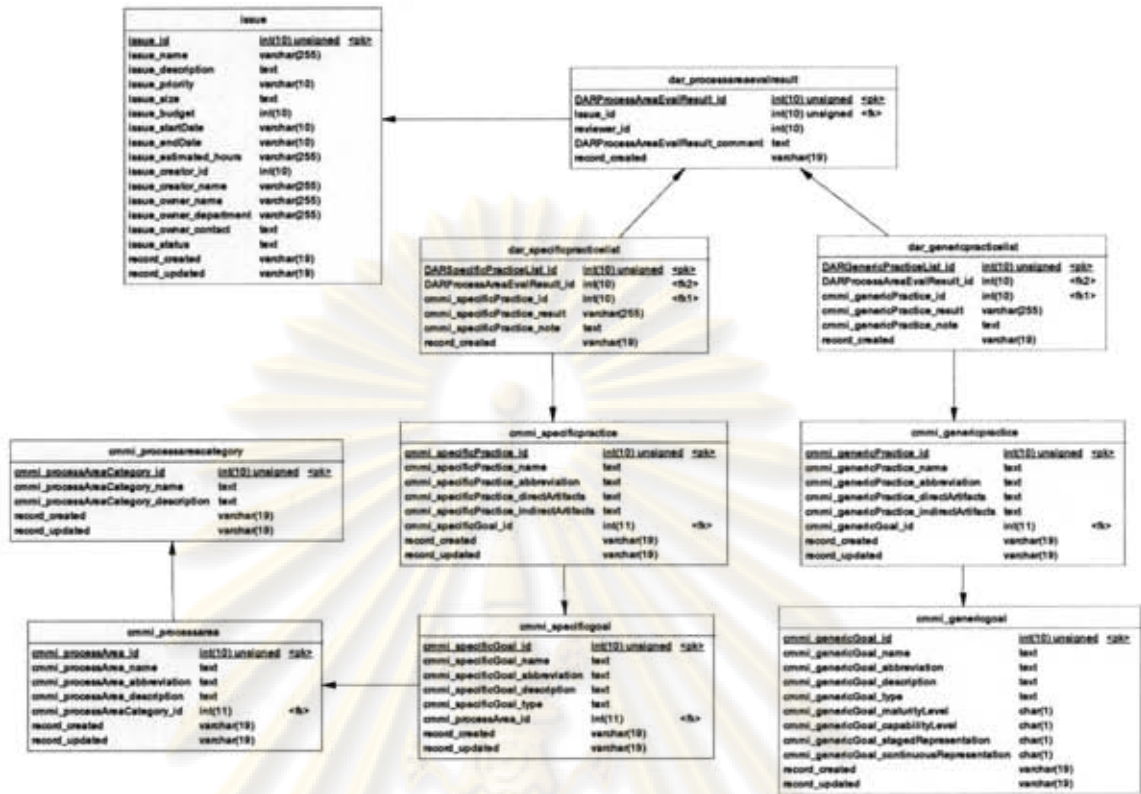 issue
issue_id int(10) unsigned <pk>
issue_name varchar(255)
issue_description text
issue_priority varchar(10)
issue_size text
issue_budget int(10)
issue_startDate varchar(10)
issue_endDate varchar(10)
issue_estimated_hours varchar(255)
issue_creator_id int(10)
issue_creator_name varchar(255)
issue_owner_name varchar(255)
issue_owner_department varchar(255)
issue_owner_contact text
issue_status text
record_created varchar(19)
record_updated varchar(19)
dar_processareaevalresult
DARProcessAreaEvalResult_id int(10) unsigned <pk>
issue_id int(10) unsigned <fk>
reviewer_id int(10)
DARProcessAreaEvalResult_comment text
record_created varchar(19)
dar_specificpracticelist
DARSpecificPracticeList_id int(10) unsigned <pk>
DARProcessAreaEvalResult_id int(10) <fk2>
cmmi_specificPractice_id int(10) <fk1>
cmmi_specificPractice_result varchar(255)
cmmi_specificPractice_note text
record_created varchar(19)
dar_genericpracticelist
DARGenericPracticeList_id int(10) unsigned <pk>
DARProcessAreaEvalResult_id int(10) <fk2>
cmmi_genericPractice_id int(10) <fk1>
cmmi_genericPractice_result varchar(255)
cmmi_genericPractice_note text
record_created varchar(19)
cmmi_processareacategory
cmmi_processAreaCategory_id int(10) unsigned <pk>
cmmi_processAreaCategory_name text
cmmi_processAreaCategory_description text
record_created varchar(19)
record_updated varchar(19)
cmmi_specificpractice
cmmi_specificPractice_id int(10) unsigned <pk>
cmmi_specificPractice_name text
cmmi_specificPractice_abbreviation text
cmmi_specificPractice_directArtifacts text
cmmi_specificPractice_indirectArtifacts text
cmmi_specificGoal_id int(11) <fk>
record_created varchar(19)
record_updated varchar(19)
cmmi_genericpractice
cmmi_genericPractice_id int(10) unsigned <pk>
cmmi_genericPractice_name text
cmmi_genericPractice_abbreviation text
cmmi_genericPractice_directArtifacts text
cmmi_genericPractice_indirectArtifacts text
cmmi_genericGoal_id int(11) <fk>
record_created varchar(19)
record_updated varchar(19)
cmmi_processarea
cmmi_processArea_id int(10) unsigned <pk>
cmmi_processArea_name text
cmmi_processArea_abbreviation text
cmmi_processArea_description text
cmmi_processAreaCategory_id int(11) <fk>
record_created varchar(19)
record_updated varchar(19)
cmmi_specificgoal
cmmi_specificGoal_id int(10) unsigned <pk>
cmmi_specificGoal_name text
cmmi_specificGoal_abbreviation text
cmmi_specificGoal_description text
cmmi_specificGoal_type text
cmmi_processArea_id int(11) <fk>
record_created varchar(19)
record_updated varchar(19)
cmmi_genericgoal
cmmi_genericGoal_id int(10) unsigned <pk>
cmmi_genericGoal_name text
cmmi_genericGoal_abbreviation text
cmmi_genericGoal_description text
cmmi_genericGoal_type text
cmmi_genericGoal_maturityLevel char(1)
cmmi_genericGoal_capabilityLevel char(1)
cmmi_genericGoal_stagedRepresentation char(1)
cmmi_genericGoal_continuousRepresentation char(1)
record_created varchar(19)
record_updated varchar(19)